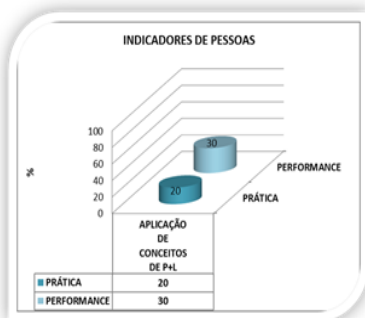 INDICADORES DE PESSOAS
100
80
60
40
20
0
%
30
20
PERFORMANCE
PRÁTICA
APLICAÇÃO
DE
CONCEITOS
DE P+L
PRÁTICA 20
PERFORMANCE 30